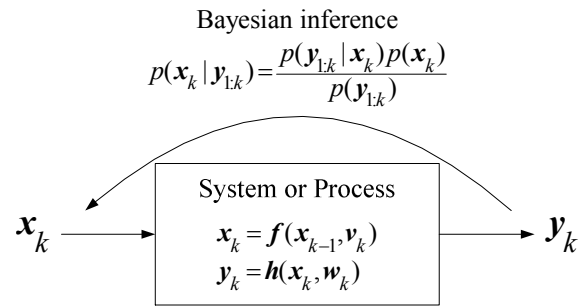 Bayesian inference
p(x_k | y_{1:k}) = \frac{p(y_{1:k} | x_k) p(x_k)}{p(y_{1:k})}
System or Process
x_k
x_k = f(x_{k-1}, v_k)
y_k = h(x_k, w_k)
y_k